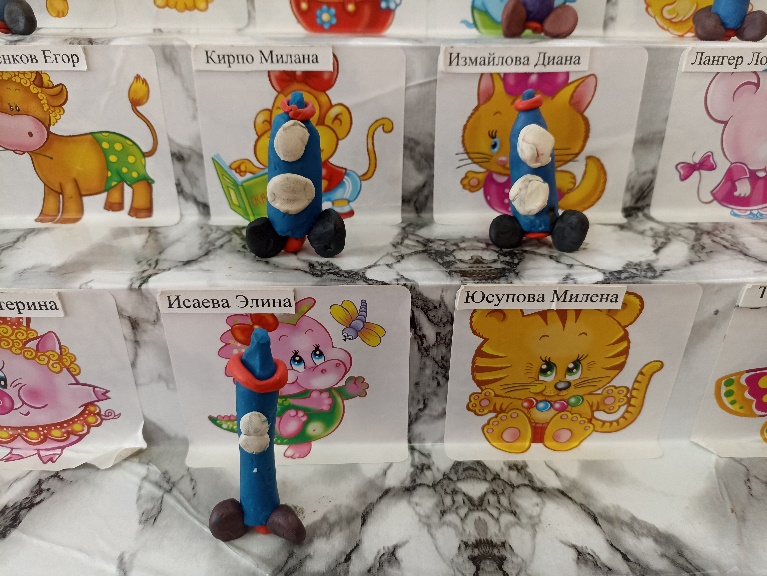 Егор
Кирпо Милана
Измайлова Диана
Лангер
Исаева Элина
Юсупова Милена